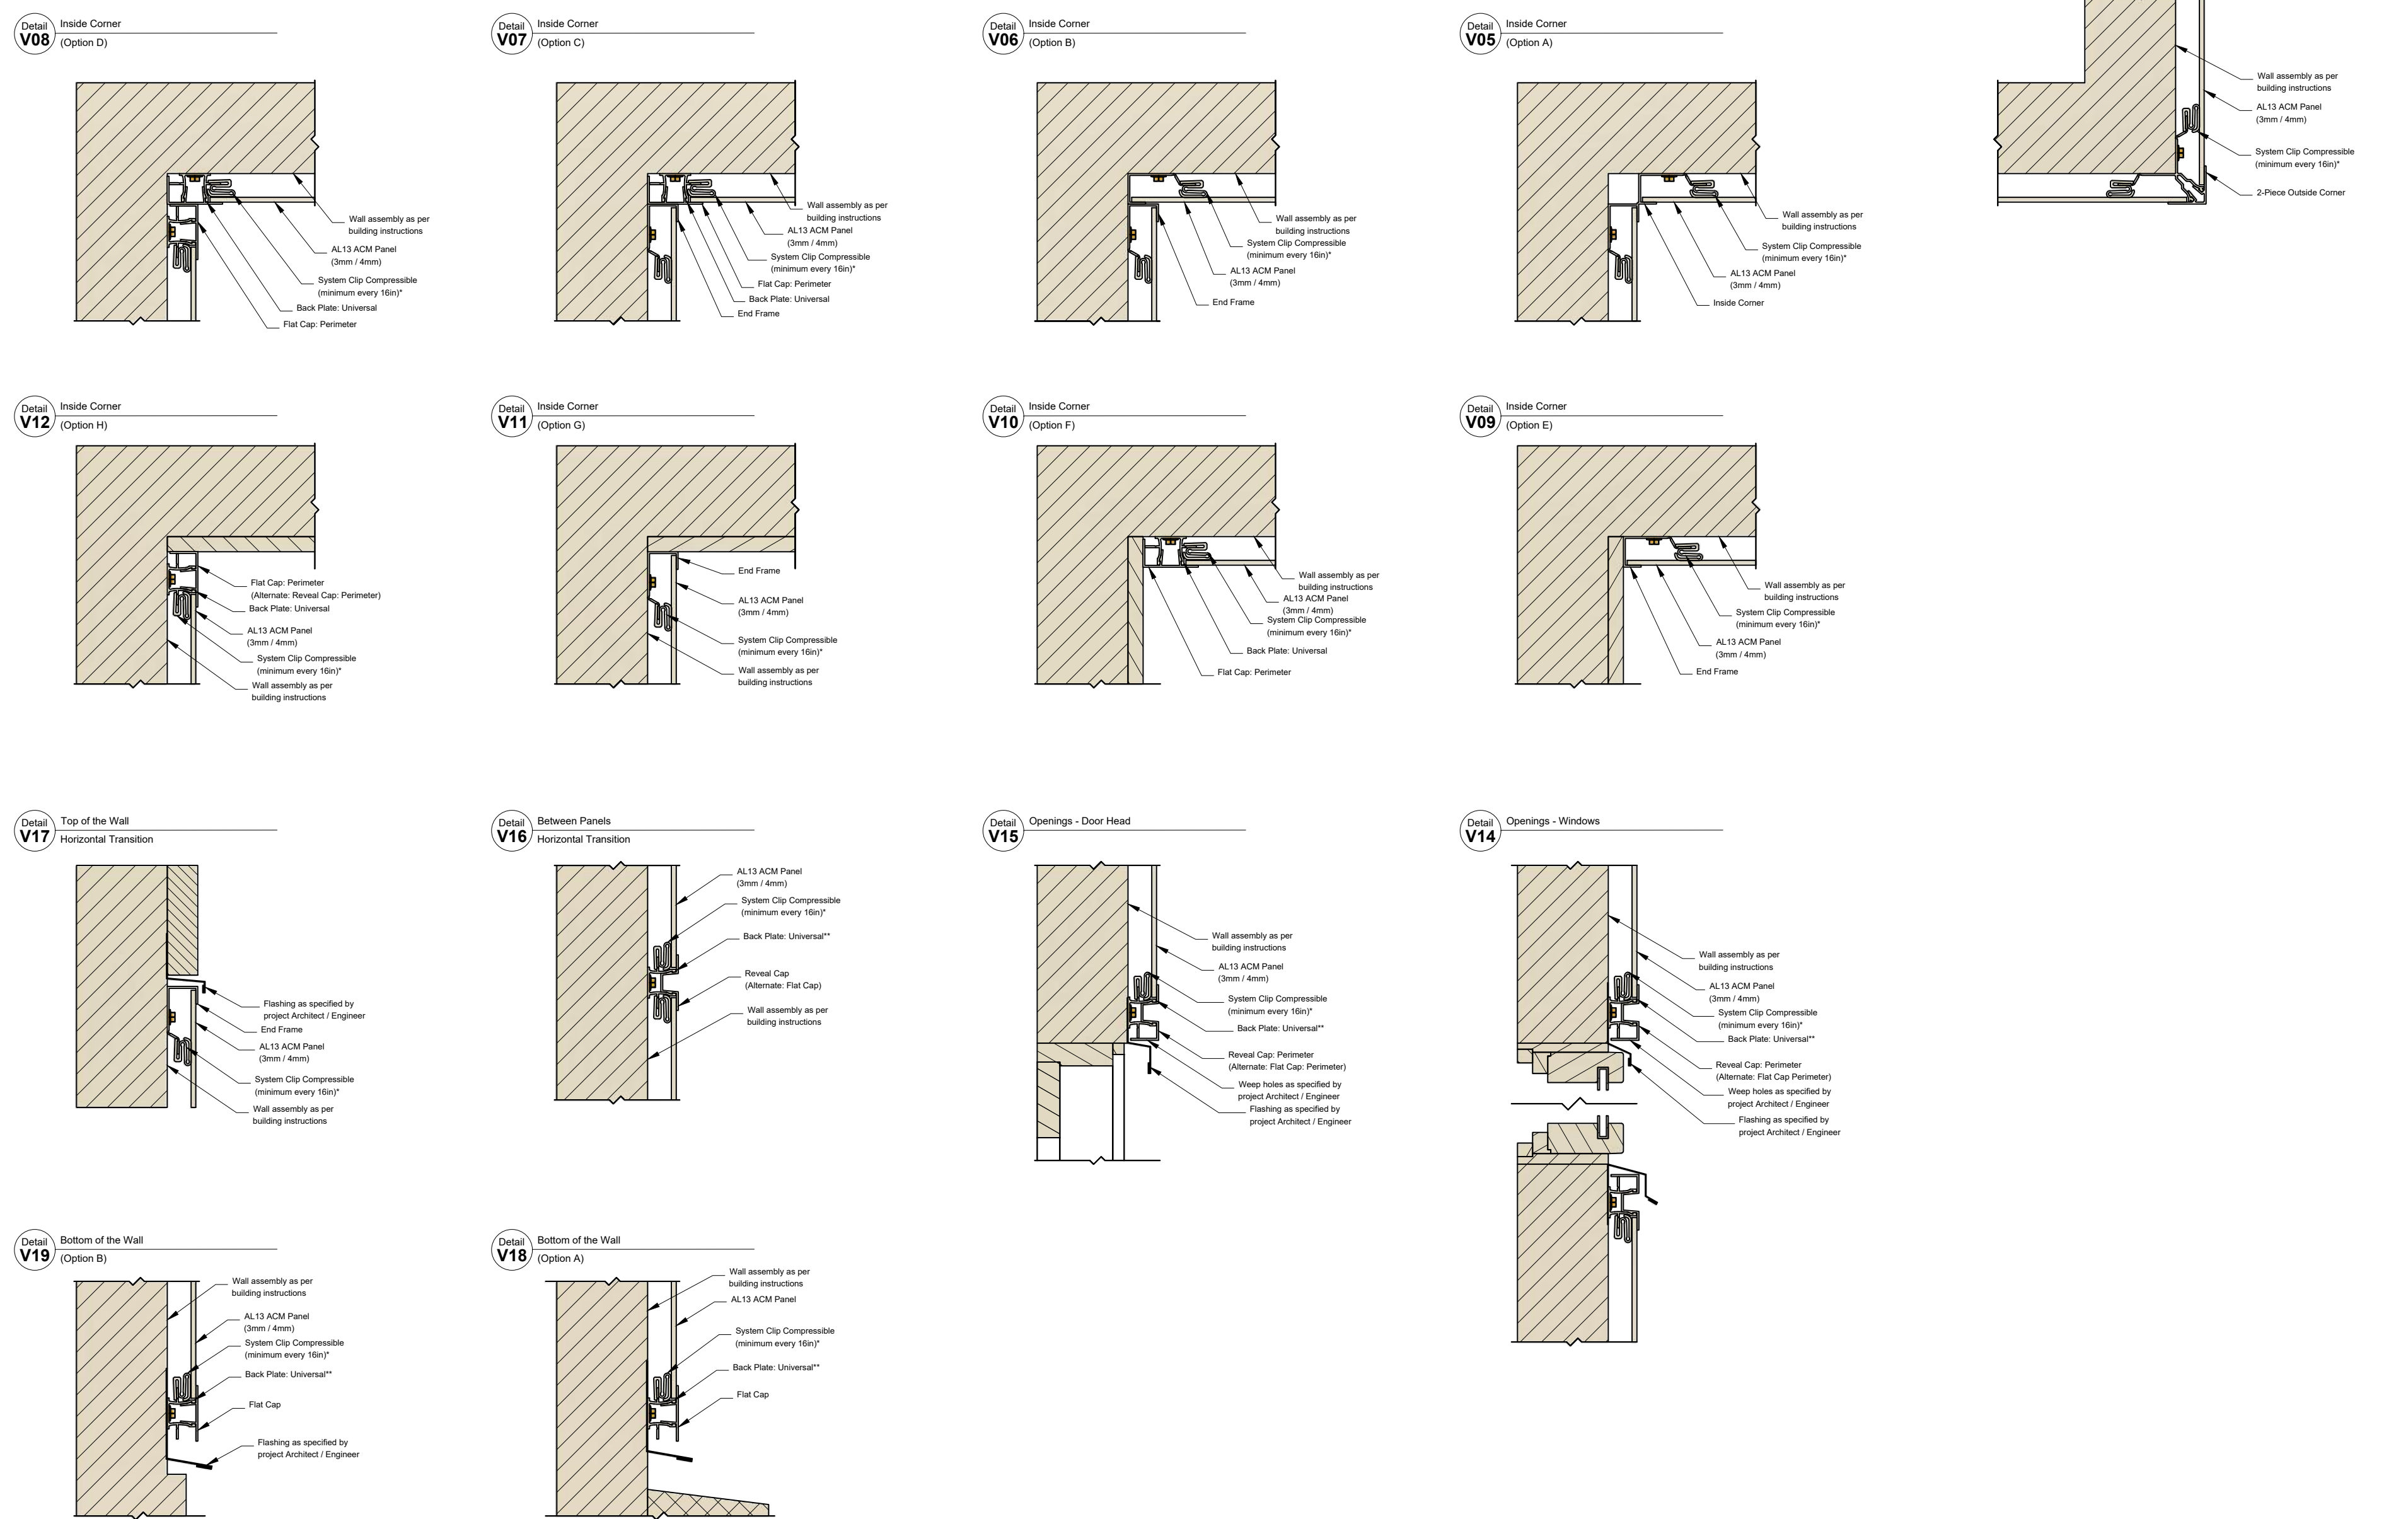 Detail
V08
Inside Corner
(Option D)
Wall assembly as per
building instructions
AL13 ACM Panel
(3mm / 4mm)
System Clip Compressible
(minimum every 16in)*
Back Plate: Universal
Flat Cap: Perimeter
Detail
V07
Inside Corner
(Option C)
Wall assembly as per
building instructions
AL13 ACM Panel
(3mm / 4mm)
System Clip Compressible
(minimum every 16in)*
Flat Cap: Perimeter
Back Plate: Universal
End Frame
Detail
V06
Inside Corner
(Option B)
Wall assembly as per
building instructions
System Clip Compressible
(minimum every 16in)*
AL13 ACM Panel
(3mm / 4mm)
End Frame
Detail
V05
Inside Corner
(Option A)
Wall assembly as per
building instructions
System Clip Compressible
(minimum every 16in)*
AL13 ACM Panel
(3mm / 4mm)
Inside Corner
Wall assembly as per
building instructions
AL13 ACM Panel
(3mm / 4mm)
System Clip Compressible
(minimum every 16in)*
2-Piece Outside Corner
Detail
V12
Inside Corner
(Option H)
Flat Cap: Perimeter
(Alternate: Reveal Cap: Perimeter)
Back Plate: Universal
AL13 ACM Panel
(3mm / 4mm)
System Clip Compressible
(minimum every 16in)*
Wall assembly as per
building instructions
Detail
V11
Inside Corner
(Option G)
End Frame
AL13 ACM Panel
(3mm / 4mm)
System Clip Compressible
(minimum every 16in)*
Wall assembly as per
building instructions
Detail
V10
Inside Corner
(Option F)
Wall assembly as per
building instructions
AL13 ACM Panel
(3mm / 4mm)
System Clip Compressible
(minimum every 16in)*
Back Plate: Universal
Flat Cap: Perimeter
Detail
V09
Inside Corner
(Option E)
Wall assembly as per
building instructions
System Clip Compressible
(minimum every 16in)*
AL13 ACM Panel
(3mm / 4mm)
End Frame
Detail
V17
Top of the Wall
Horizontal Transition
Flashing as specified by
project Architect / Engineer
End Frame
AL13 ACM Panel
(3mm / 4mm)
System Clip Compressible
(minimum every 16in)*
Wall assembly as per
building instructions
Detail
V16
Between Panels
Horizontal Transition
AL13 ACM Panel
(3mm / 4mm)
System Clip Compressible
(minimum every 16in)*
Back Plate: Universal**
Reveal Cap
(Alternate: Flat Cap)
Wall assembly as per
building instructions
Detail
V15
Openings - Door Head
Wall assembly as per
building instructions
AL13 ACM Panel
(3mm / 4mm)
System Clip Compressible
(minimum every 16in)*
Back Plate: Universal**
Reveal Cap: Perimeter
(Alternate: Flat Cap: Perimeter)
Weep holes as specified by
project Architect / Engineer
Flashing as specified by
project Architect / Engineer
Detail
V14
Openings - Windows
Wall assembly as per
building instructions
AL13 ACM Panel
(3mm / 4mm)
System Clip Compressible
(minimum every 16in)*
Back Plate: Universal**
Reveal Cap: Perimeter
(Alternate: Flat Cap Perimeter)
Weep holes as specified by
project Architect / Engineer
Flashing as specified by
project Architect / Engineer
Detail
V19
Bottom of the Wall
(Option B)
Wall assembly as per
building instructions
AL13 ACM Panel
(3mm / 4mm)
System Clip Compressible
(minimum every 16in)*
Back Plate: Universal**
Flat Cap
Flashing as specified by
project Architect / Engineer
Detail
V18
Bottom of the Wall
(Option A)
Wall assembly as per
building instructions
AL13 ACM Panel
System Clip Compressible
(minimum every 16in)*
Back Plate: Universal**
Flat Cap